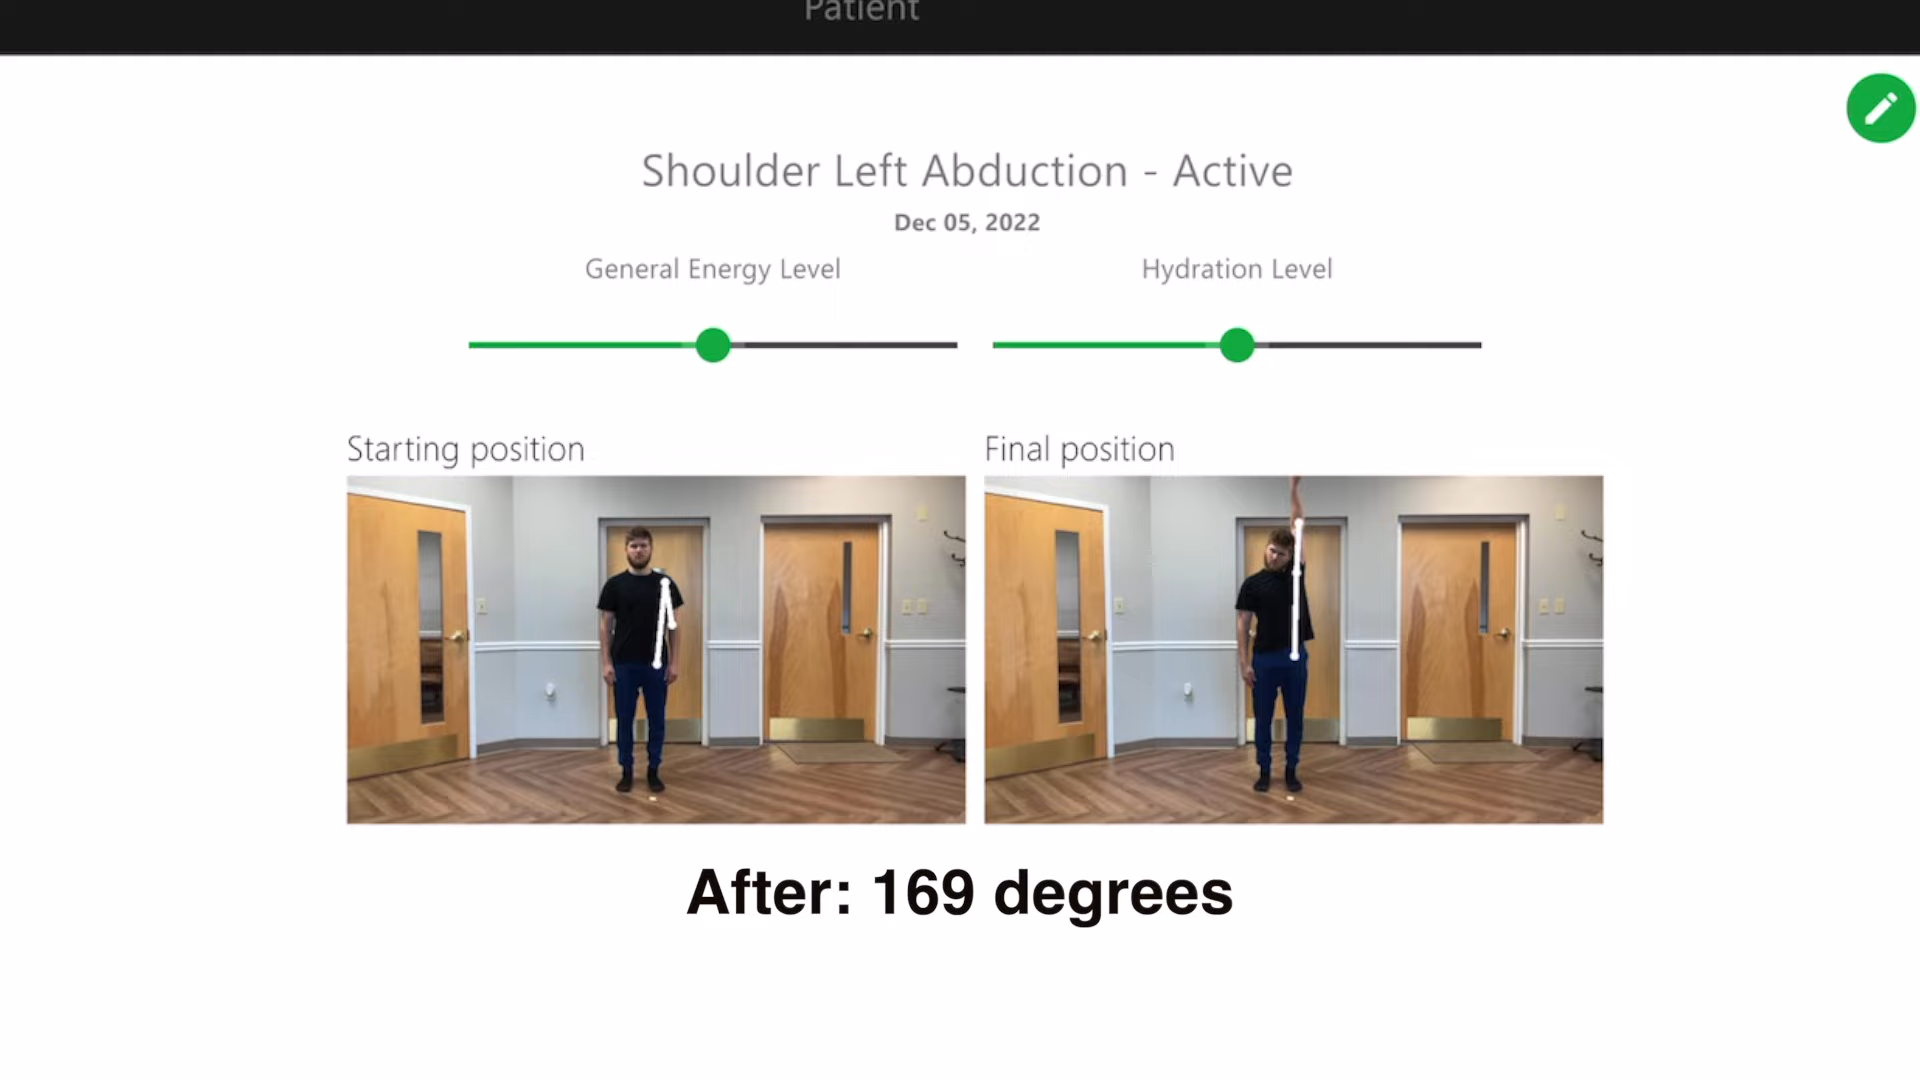 Patient
Shoulder Left Abduction - Active
Dec 05, 2022
General Energy Level
Hydration Level
Starting position
Final position
After: 169 degrees